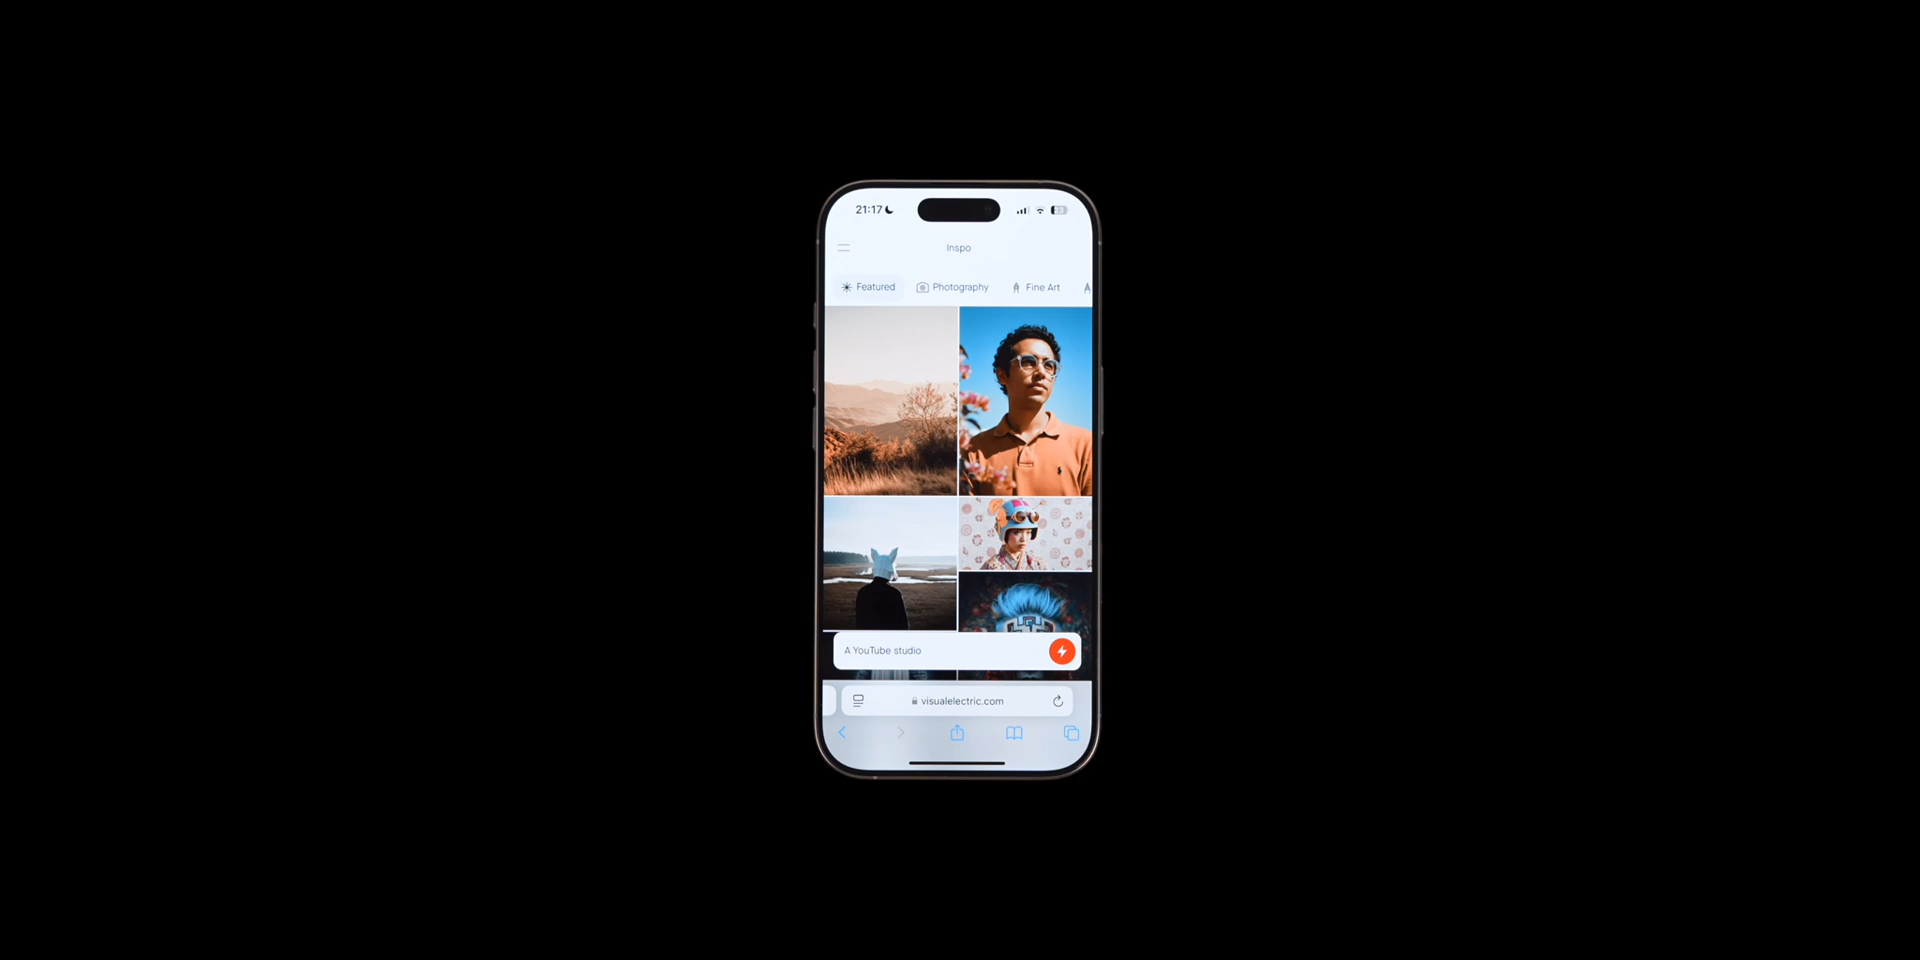 21:17
Inspo
Featured Photography Fine Art
A YouTube studio
visualelectric.com